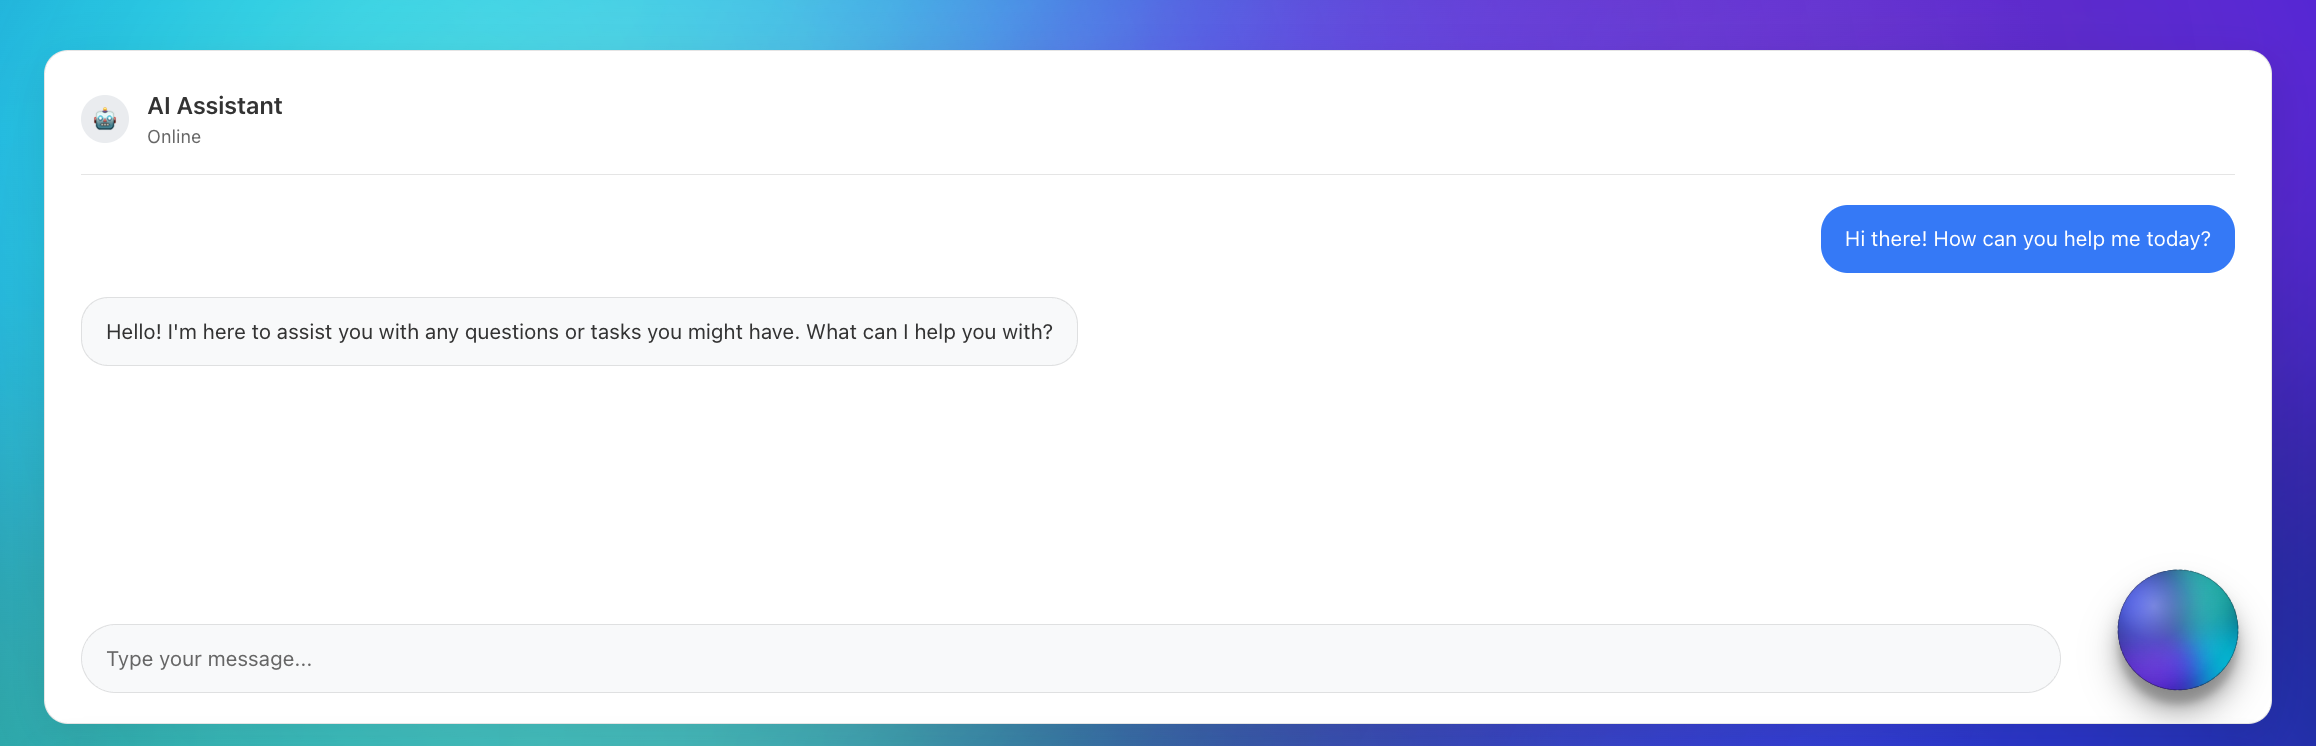 AI Assistant
Online
Hi there! How can you help me today?
Hello! I'm here to assist you with any questions or tasks you might have. What can I help you with?
Type your message...